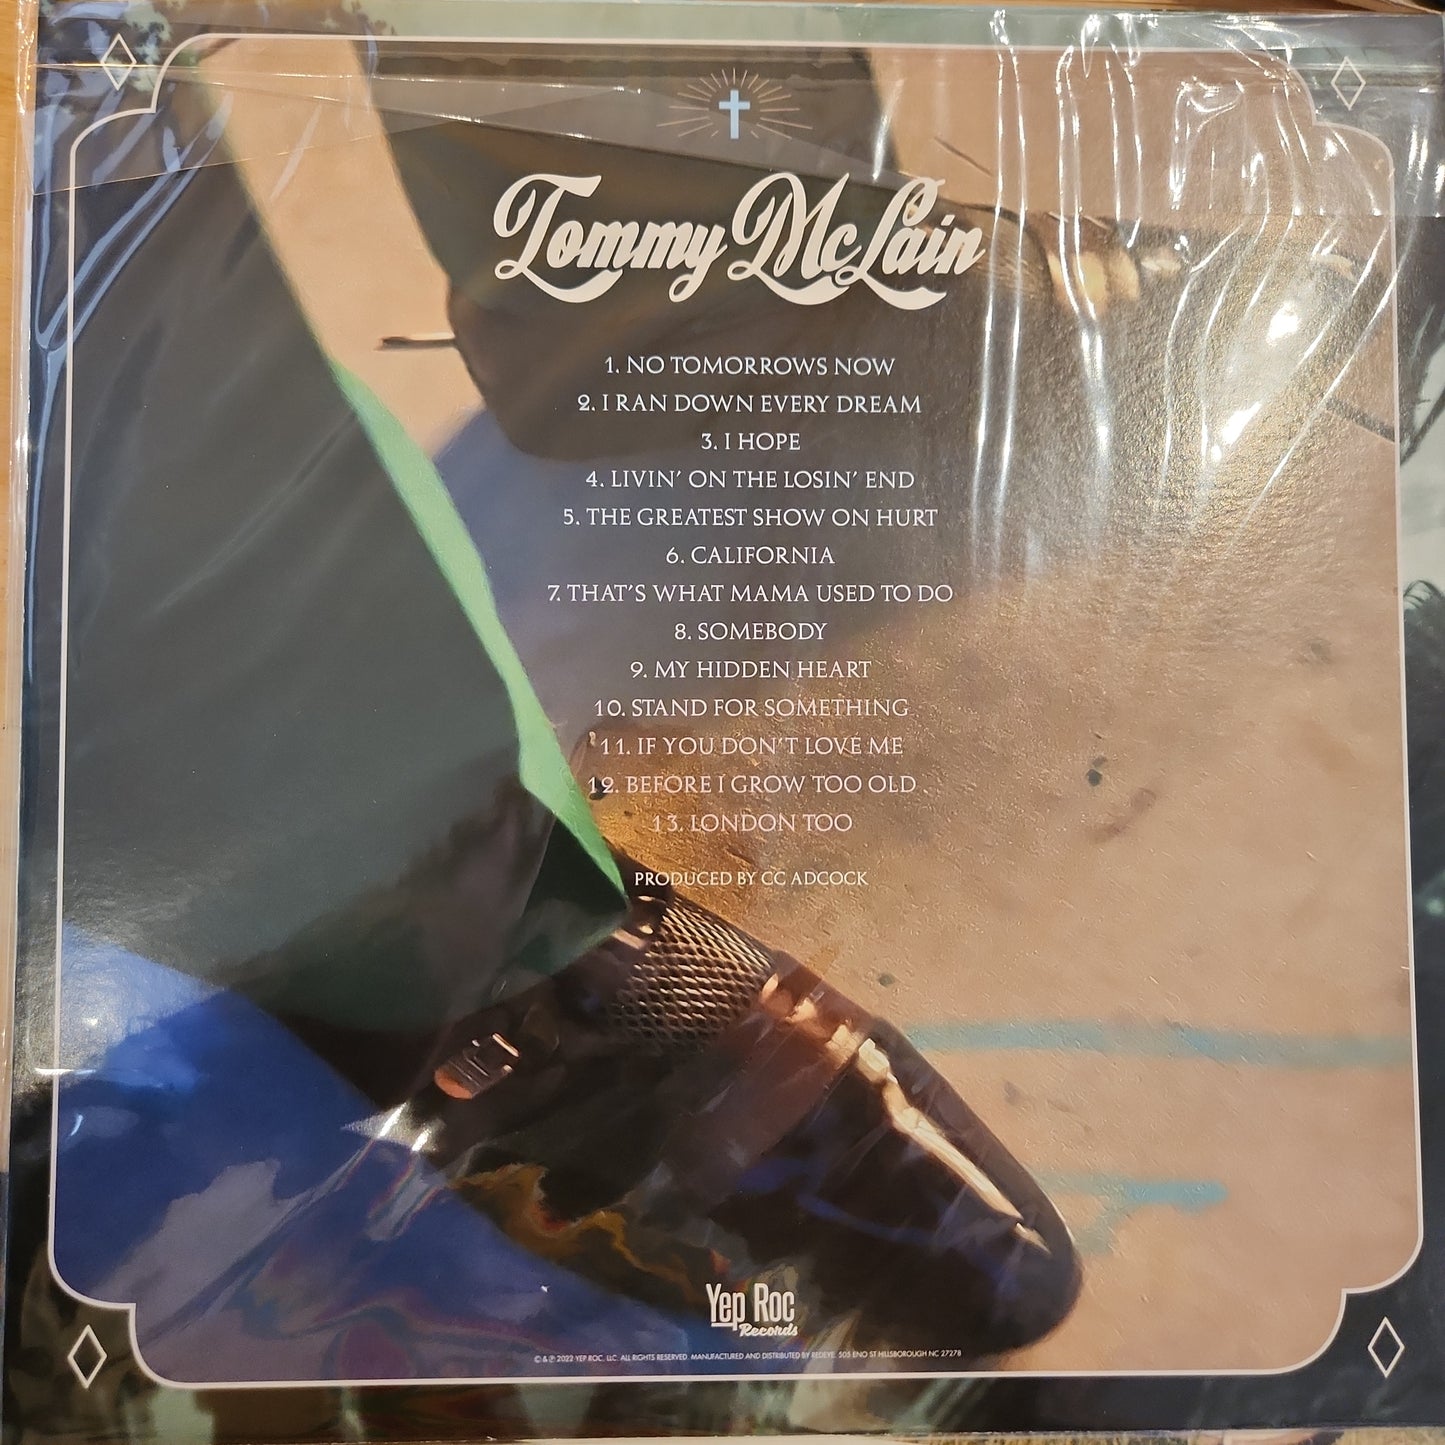 Tommy McLain
1. NO TOMORROWS NOW
2. I RAN DOWN EVERY DREAM
3. I HOPE
4. LIVIN' ON THE LOSIN' END
5. THE GREATEST SHOW ON HURT
6. CALIFORNIA
7. THAT'S WHAT MAMA USED TO DO
8. SOMEBODY
9. MY HIDDEN HEART
10. STAND FOR SOMETHING
11. IF YOU DON'T LOVE ME
12. BEFORE I GROW TOO OLD
13. LONDON TOO
PRODUCED BY CC ADCOCK
Yep Roc
Records
© & ℗ 2022 YEP ROC, LLC. ALL RIGHTS RESERVED. MANUFACTURED AND DISTRIBUTED BY REDEYE. 505 ENO ST HILLSBOROUGH NC 27278